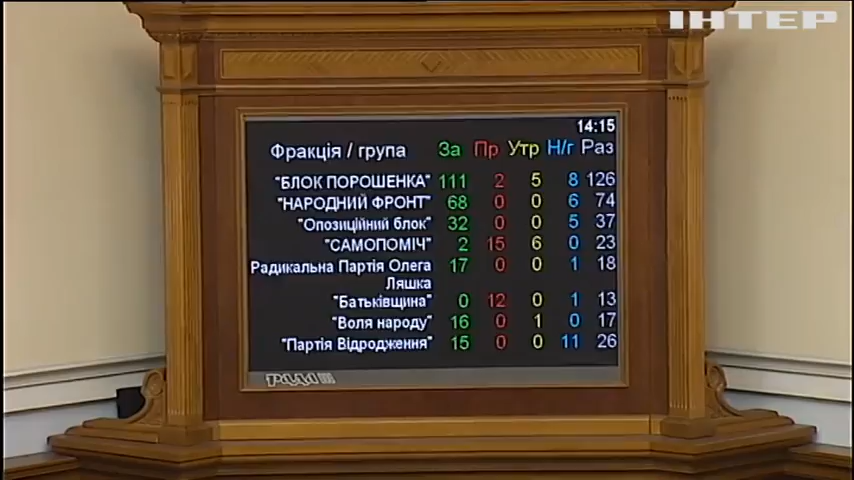 ІНТЕР
14:15
Фракція / група За Пр Утр Н/г Раз
"БЛОК ПОРОШЕНКА" 111 2 5 8 126
"НАРОДНИЙ ФРОНТ" 68 0 0 6 74
"Опозиційний блок" 32 0 0 5 37
"САМОПОМІЧ" 2 15 6 0 23
Радикальна Партія Олега 17 0 0 1 18
Ляшка
"Батьківщина" 0 12 0 1 13
"Воля народу" 16 0 1 0 17
"Партія Відродження" 15 0 0 11 26
РАДА ІІІ